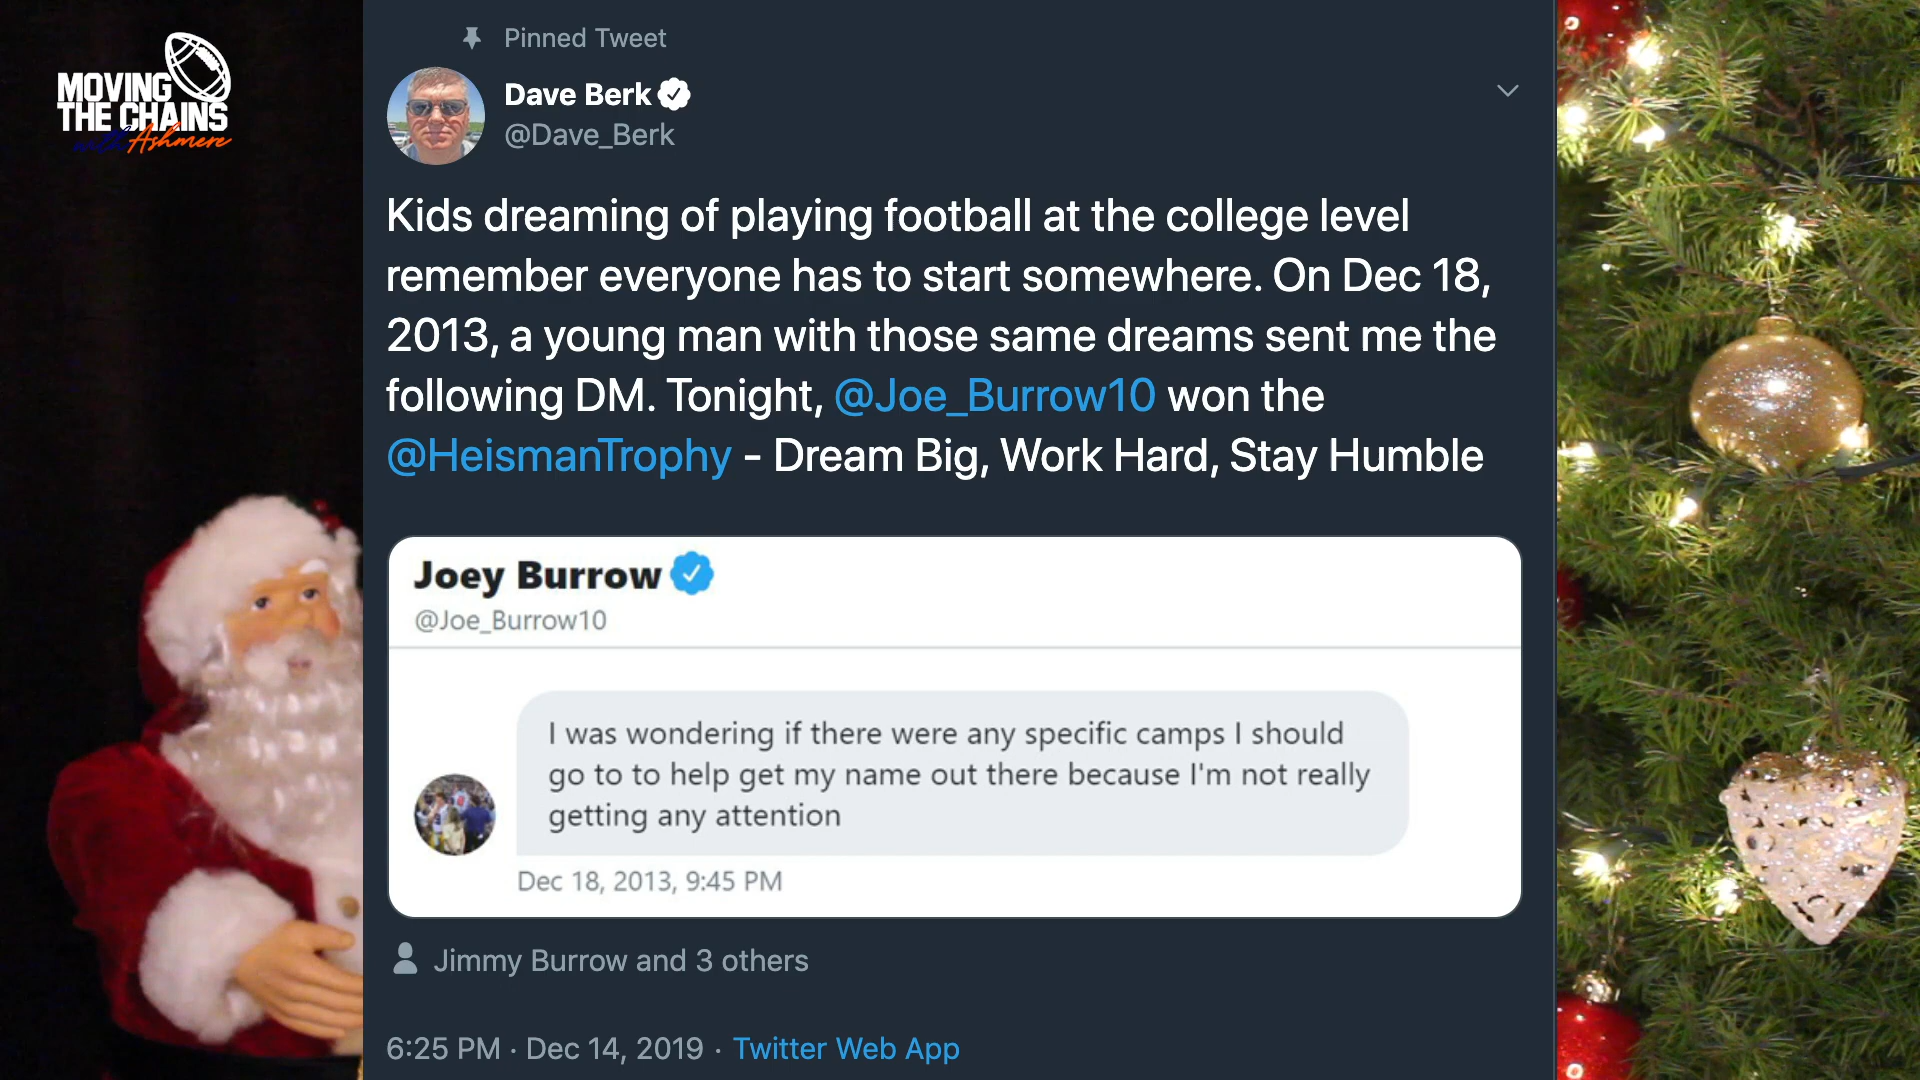 MOVING
THE CHAINS
with Ashmere
Pinned Tweet
Dave Berk
@Dave_Berk
Kids dreaming of playing football at the college level
remember everyone has to start somewhere. On Dec 18,
2013, a young man with those same dreams sent me the
following DM. Tonight, @Joe_Burrow10 won the
@HeismanTrophy - Dream Big, Work Hard, Stay Humble
Joey Burrow
@Joe_Burrow10
I was wondering if there were any specific camps I should
go to to help get my name out there because I'm not really
getting any attention
Dec 18, 2013, 9:45 PM
Jimmy Burrow and 3 others
6:25 PM · Dec 14, 2019 · Twitter Web App